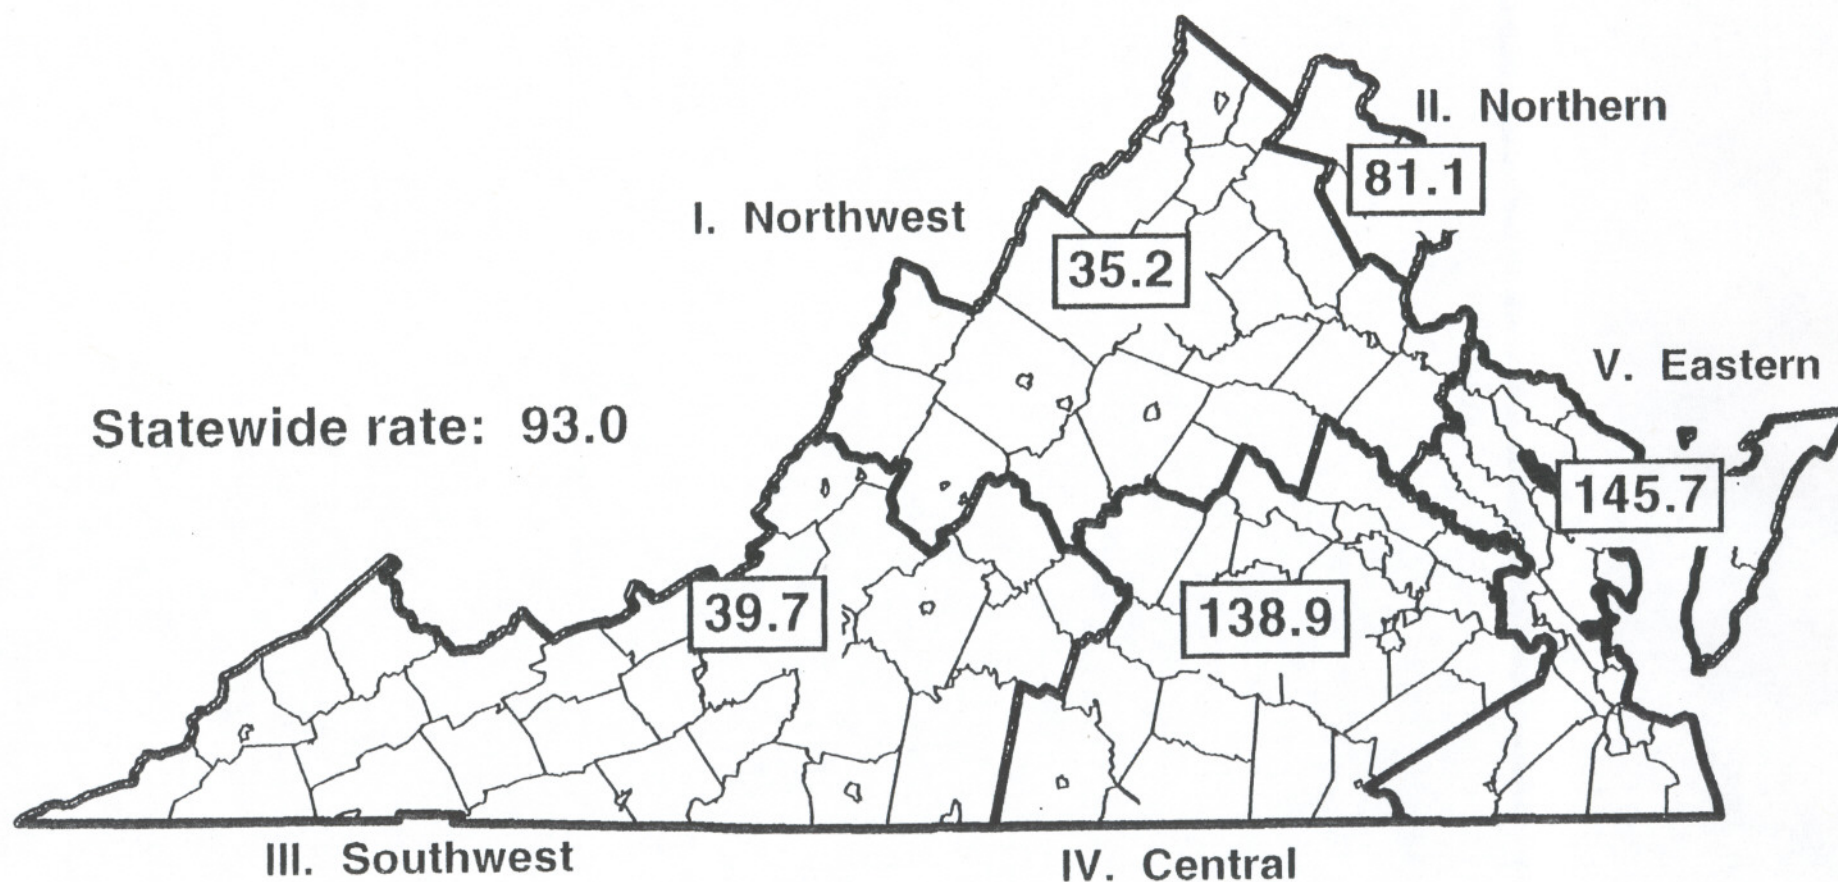 II. Northern
81.1
I. Northwest
35.2
V. Eastern
Statewide rate: 93.0
145.7
39.7
138.9
III. Southwest
IV. Central